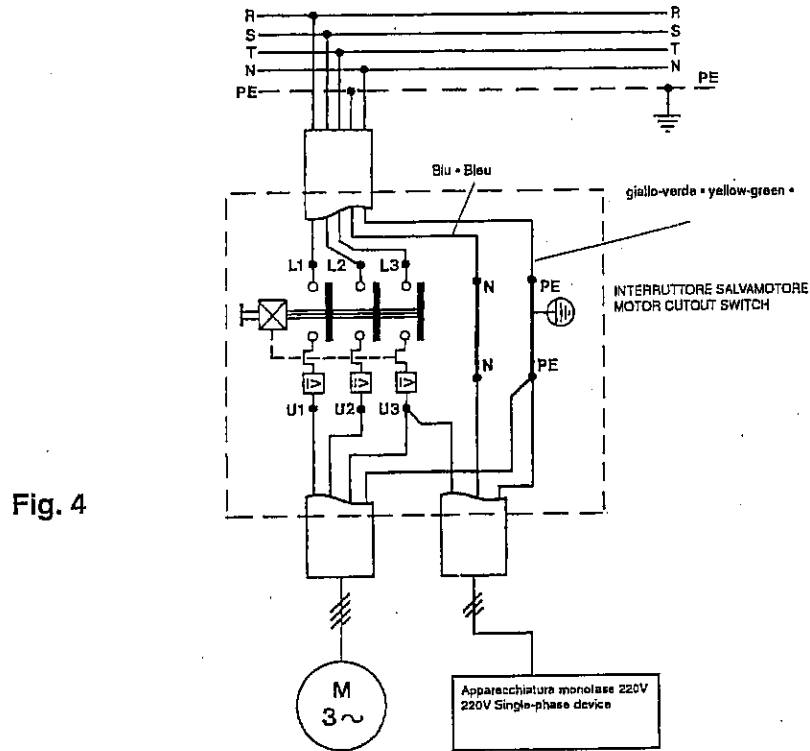 R R
S S
T T
N N
PE PE
Blu • Bleu
giallo-verde • yellow-green •
L1 L2 L3
N PE
INTERRUTTORE SALVAMOTORE
MOTOR CUTOUT SWITCH
N PE
I> I> I>
U1 U2 U3
Fig. 4
M
3~
Apparecchiatura monofase 220V
220V Single-phase device